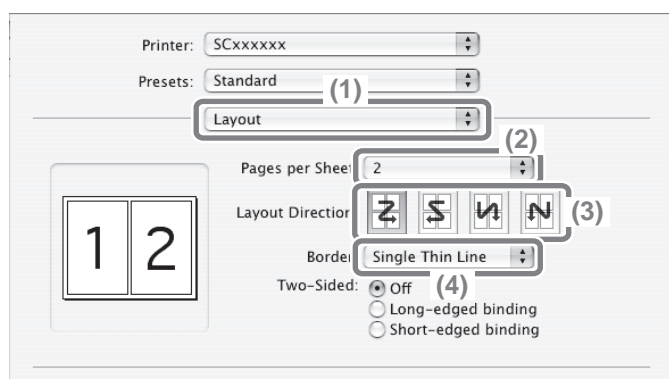 Printer: SCxxxxxx
Presets: Standard
(1)
Layout
(2)
Pages per Sheet 2
Layout Direction
(3)
Border Single Thin Line
(4)
Two-Sided: Off
Long-edged binding
Short-edged binding
1 2